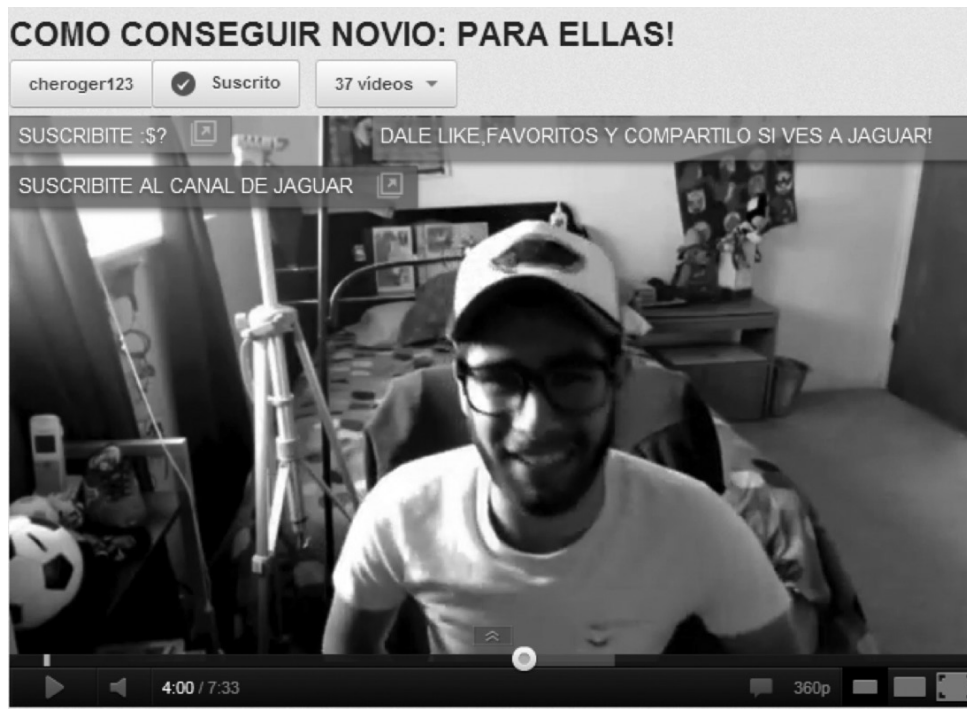 COMO CONSEGUIR NOVIO: PARA ELLAS!
cheroger123 Suscrito 37 vídeos
SUSCRIBITE :$? DALE LIKE,FAVORITOS Y COMPARTILO SI VES A JAGUAR!
SUSCRIBITE AL CANAL DE JAGUAR
4:00 / 7:33 360p